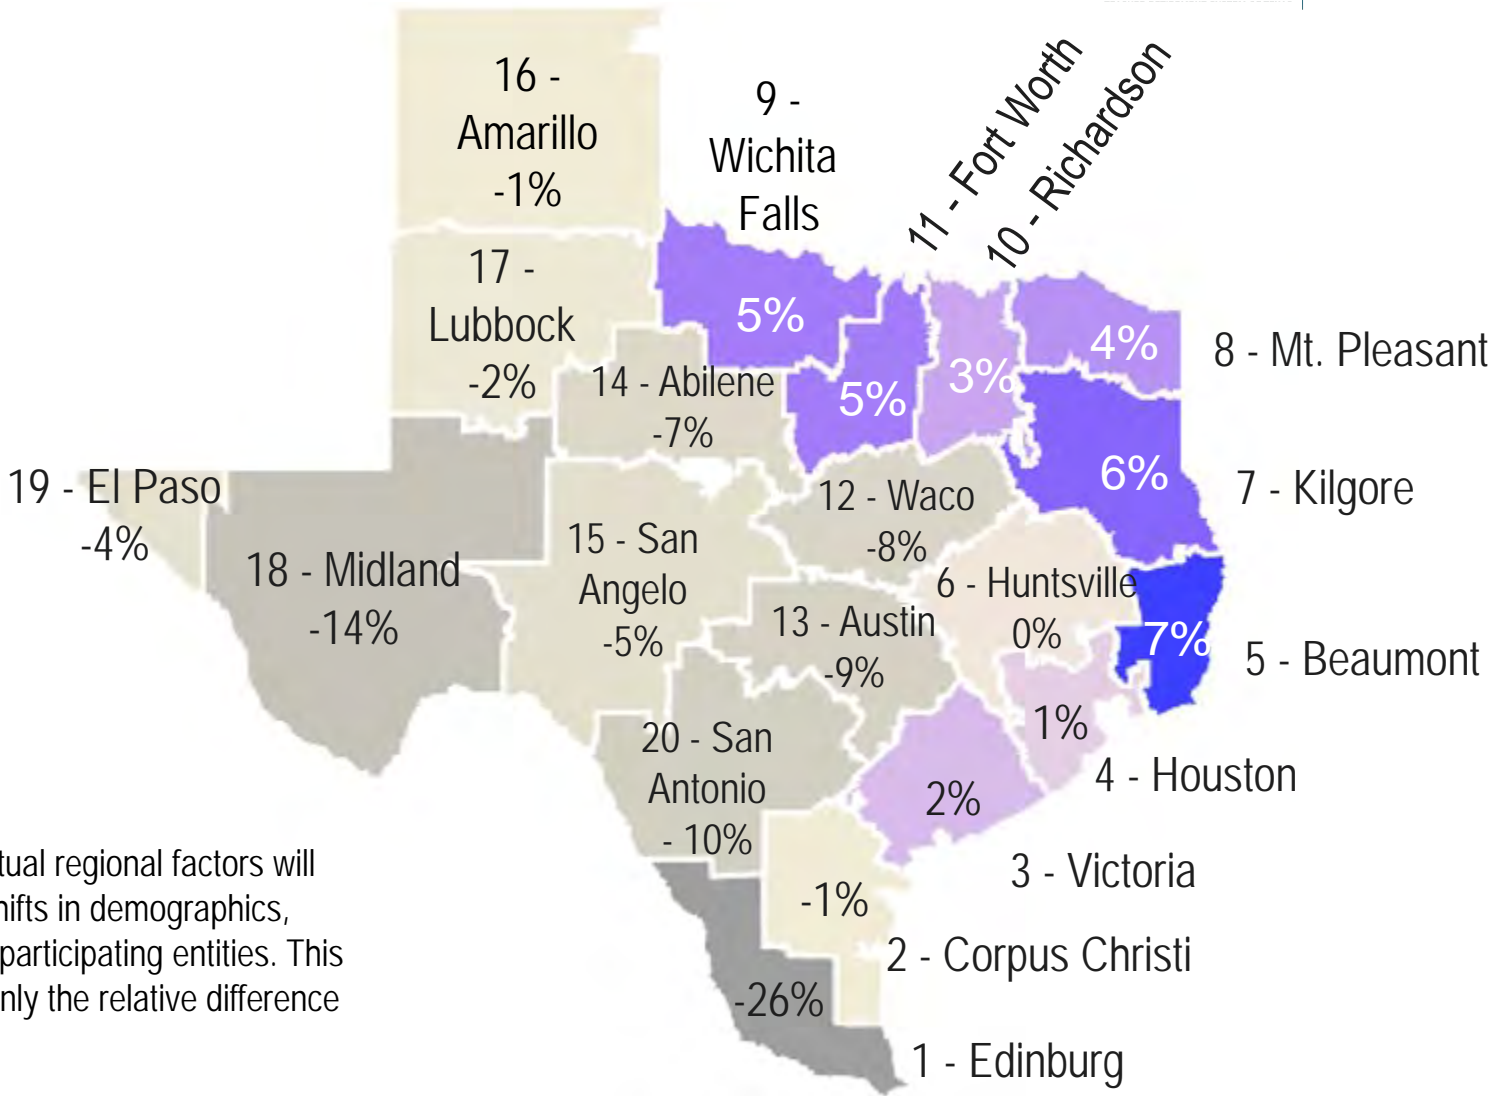 16 -
Amarillo
-1%
9 -
Wichita
Falls
11 - Fort Worth
10 - Richardson
17 -
Lubbock
-2%
5%
14 - Abilene
-7%
5%
3%
4%
8 - Mt. Pleasant
19 - El Paso
-4%
18 - Midland
-14%
15 - San
Angelo
-5%
12 - Waco
-8%
6%
7 - Kilgore
13 - Austin
-9%
6 - Huntsville
0%
7%
5 - Beaumont
20 - San
Antonio
- 10%
2%
1%
4 - Houston
3 - Victoria
-1%
2 - Corpus Christi
-26%
1 - Edinburg
tual regional factors will
hifts in demographics,
participating entities. This
nly the relative difference